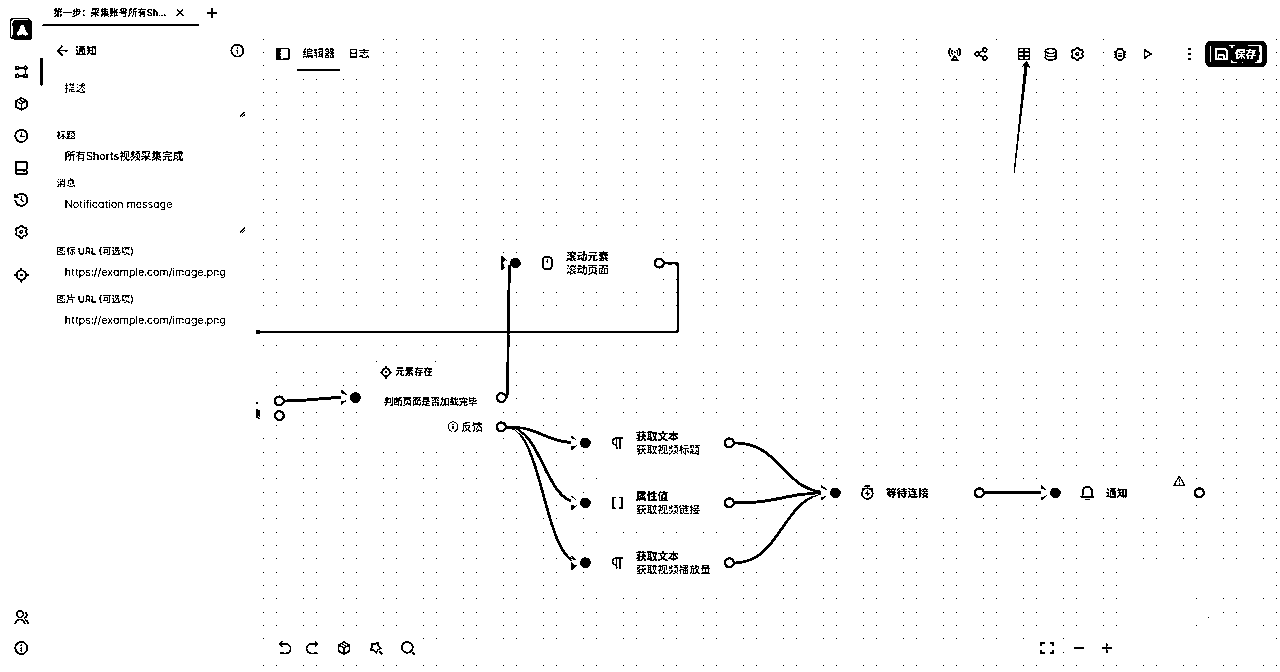 第一步：采集账号所有Sh...
通知
描述
标题
所有Shorts视频采集完成
消息
Notification message
图标 URL (可选项)
https://example.com/image.png
图片 URL (可选项)
https://example.com/image.png
编辑器 日志
保存
滚动元素
滚动页面
元素存在
判断页面是否加载完毕
反馈
获取文本
获取视频标题
属性值
获取视频链接
获取文本
获取视频播放量
等待连接
通知